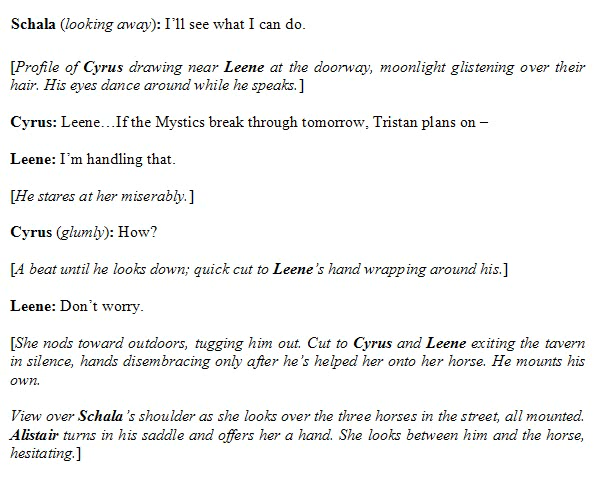 Schala (looking away): I'll see what I can do.
[Profile of Cyrus drawing near Leene at the doorway, moonlight glistening over their
hair. His eyes dance around while he speaks.]
Cyrus: Leene…If the Mystics break through tomorrow, Tristan plans on –
Leene: I'm handling that.
[He stares at her miserably.]
Cyrus (glumly): How?
[A beat until he looks down; quick cut to Leene's hand wrapping around his.]
Leene: Don't worry.
[She nods toward outdoors, tugging him out. Cut to Cyrus and Leene exiting the tavern
in silence, hands disembracing only after he's helped her onto her horse. He mounts his
own.
View over Schala's shoulder as she looks over the three horses in the street, all mounted.
Alistair turns in his saddle and offers her a hand. She looks between him and the horse,
hesitating.]